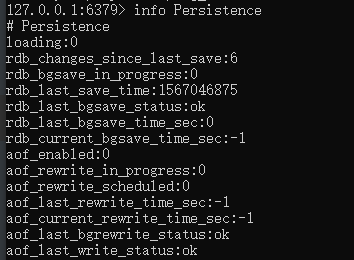 127.0.0.1:6379> info Persistence
# Persistence
loading:0
rdb_changes_since_last_save:6
rdb_bgsave_in_progress:0
rdb_last_save_time:1567046875
rdb_last_bgsave_status:ok
rdb_last_bgsave_time_sec:0
rdb_current_bgsave_time_sec:-1
aof_enabled:0
aof_rewrite_in_progress:0
aof_rewrite_scheduled:0
aof_last_rewrite_time_sec:-1
aof_current_rewrite_time_sec:-1
aof_last_bgrewrite_status:ok
aof_last_write_status:ok